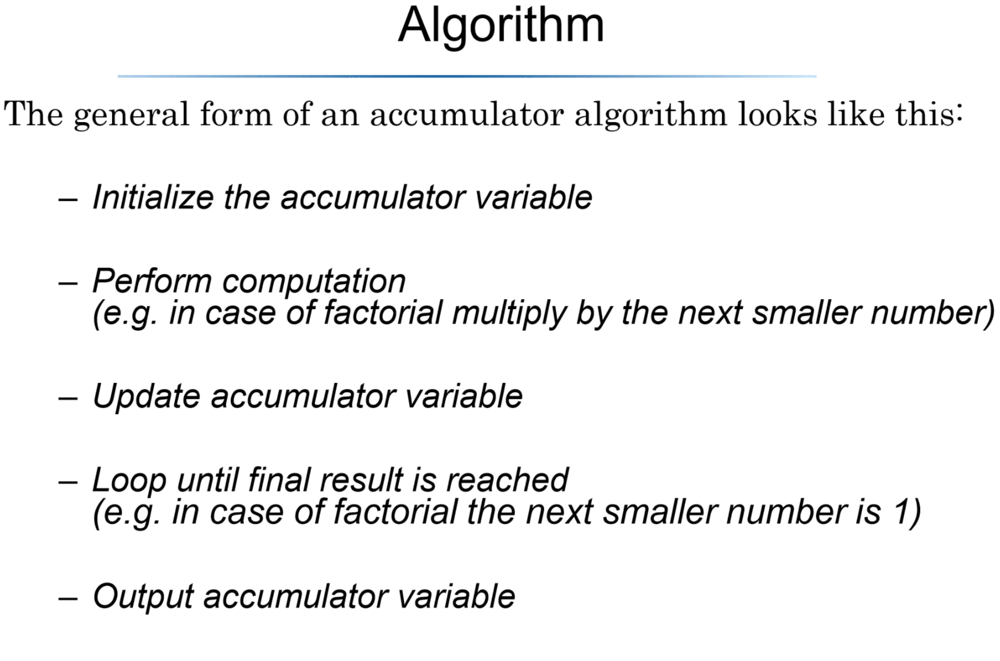 Algorithm
The general form of an accumulator algorithm looks like this:
– Initialize the accumulator variable
– Perform computation
(e.g. in case of factorial multiply by the next smaller number)
– Update accumulator variable
– Loop until final result is reached
(e.g. in case of factorial the next smaller number is 1)
– Output accumulator variable